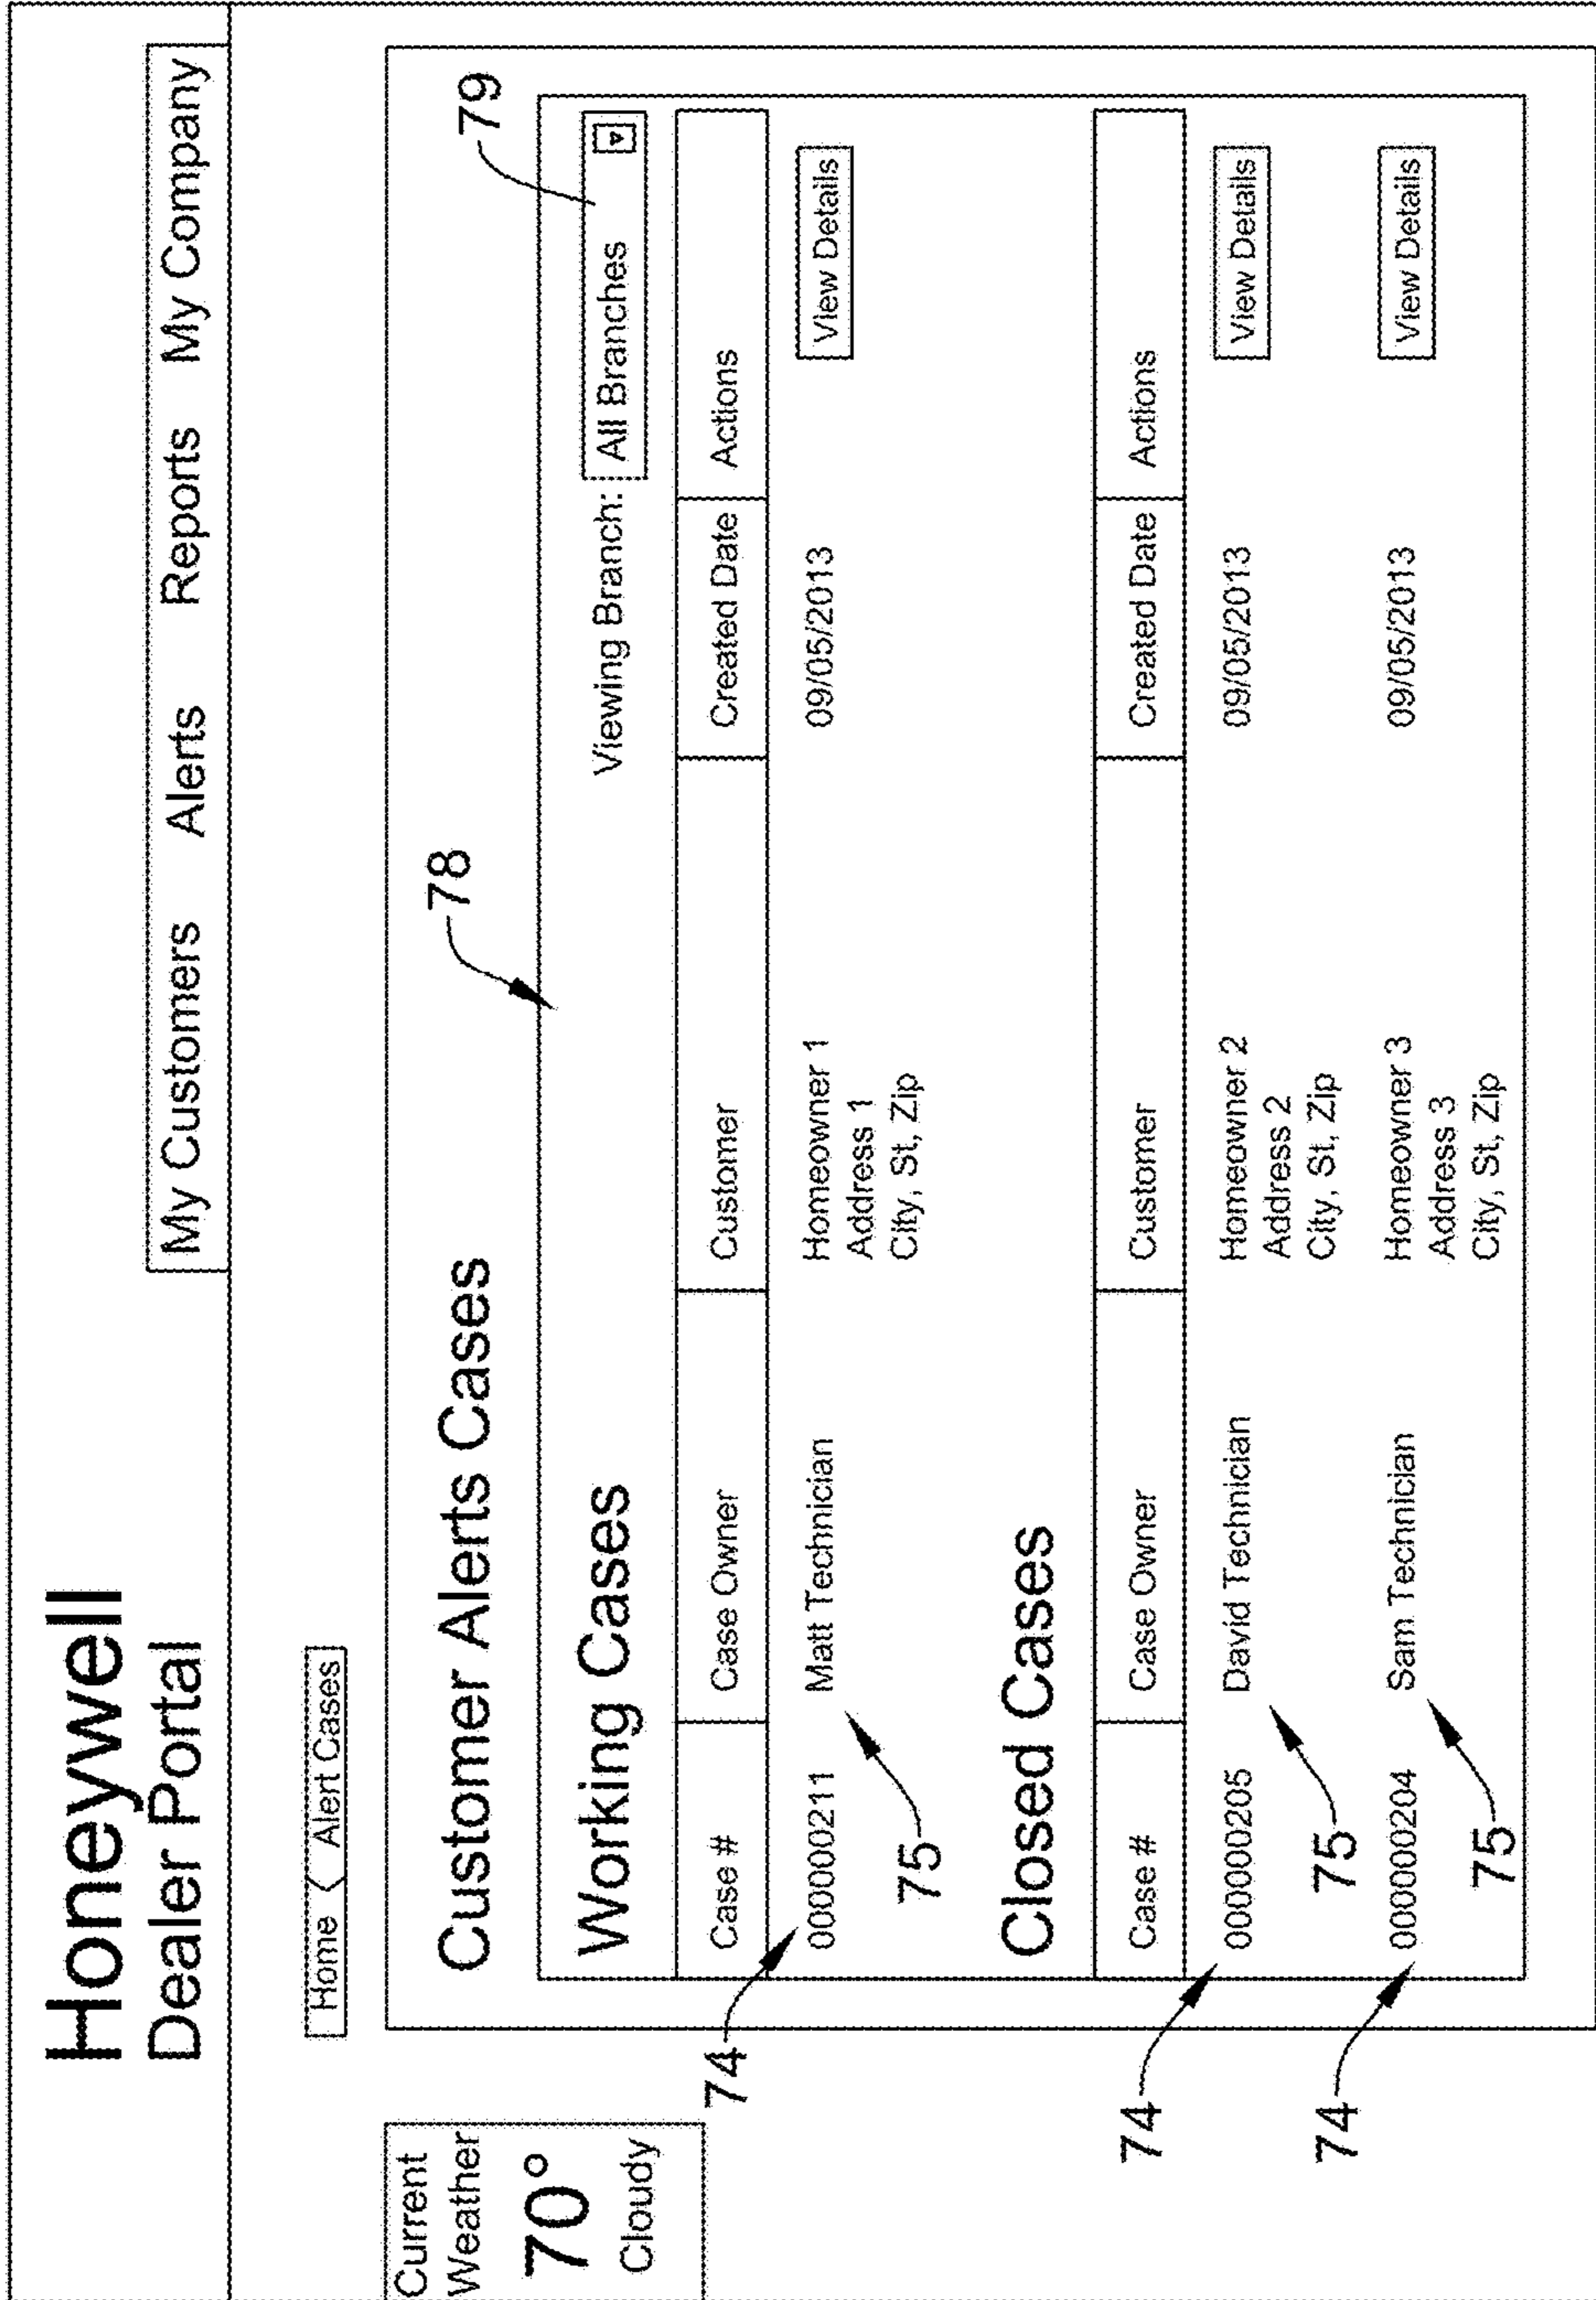 Honeywell
Dealer Portal
My Customers Alerts Reports My Company
Home < Alert Cases
Current
Weather
70°
Cloudy
Customer Alerts Cases
78
79
Working Cases
Viewing Branch: All Branches
Case # Case Owner Customer Created Date Actions
74
000000211 Matt Technician Homeowner 1 09/05/2013 View Details
Address 1
City, St, Zip
75
Closed Cases
Case # Case Owner Customer Created Date Actions
74
000000205 David Technician Homeowner 2 09/05/2013 View Details
Address 2
City, St, Zip
75
74
000000204 Sam Technician Homeowner 3 09/05/2013 View Details
Address 3
City, St, Zip
75